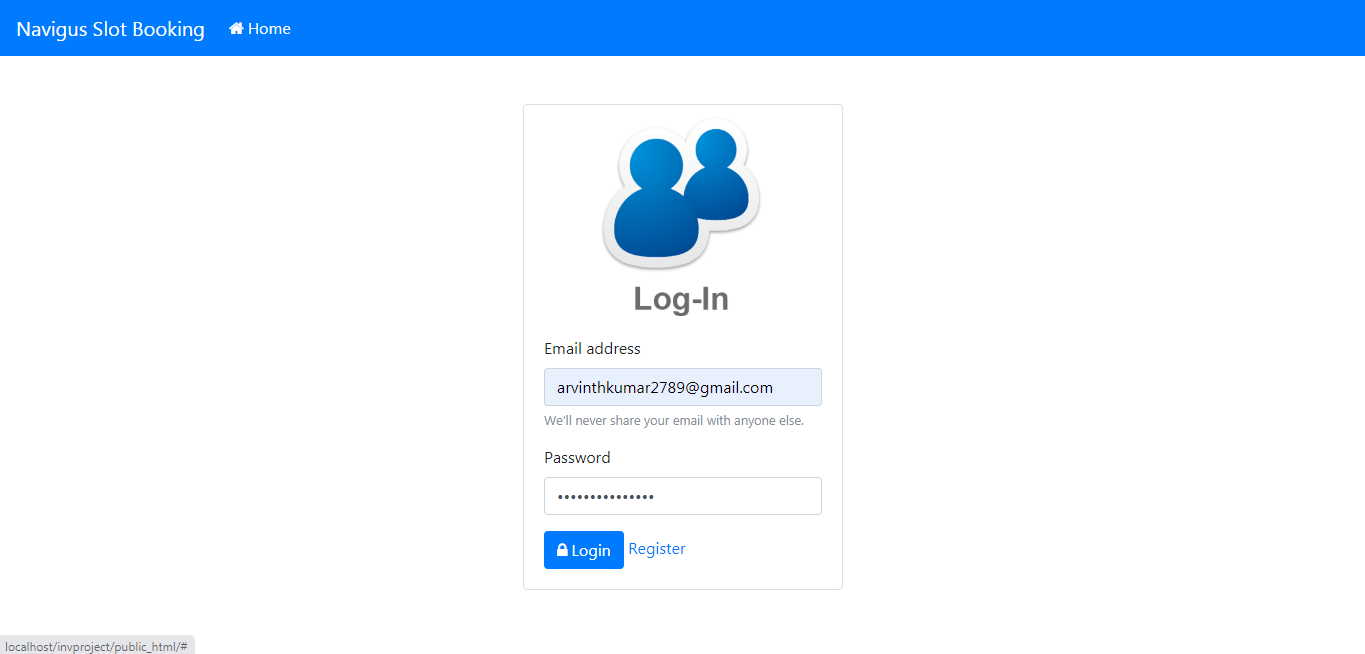 Navigus Slot Booking Home
Log-In
Email address
arvinthkumar2789@gmail.com
We'll never share your email with anyone else.
Password
•••••••••••••••
Login Register
localhost/invproject/public_html/#